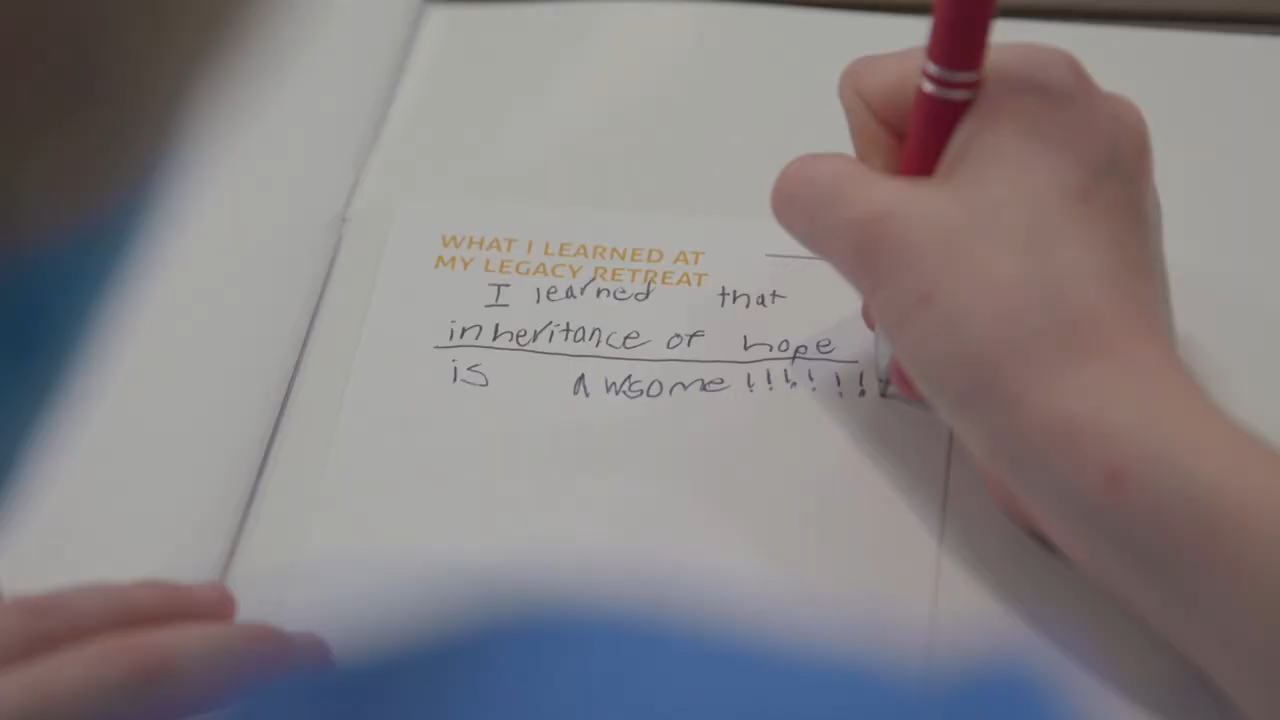 WHAT I LEARNED AT
MY LEGACY RETREAT
I learned that
inheritance of hope
is awsome!!!!!!